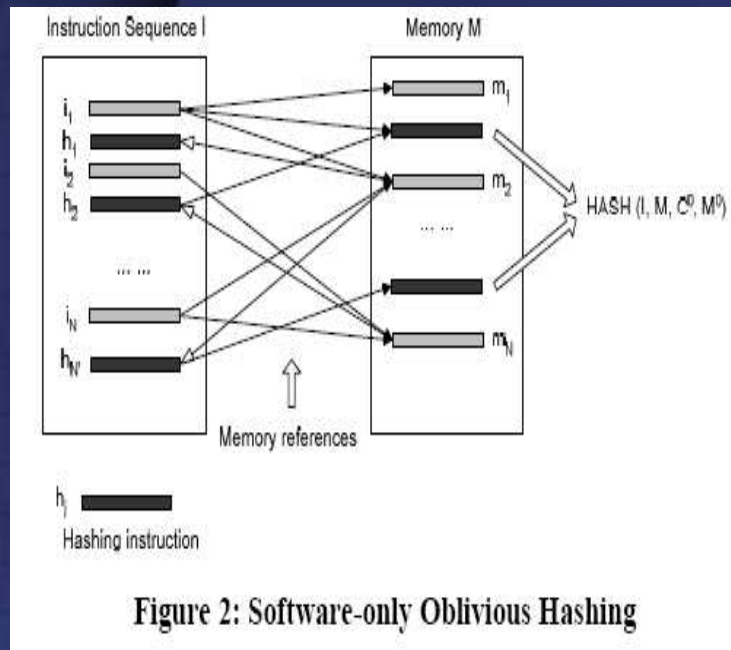 Instruction Sequence I
Memory M
i1
h1
i2
h2
... ...
iN
hN'
m1
m2
... ...
mN
HASH (I, M, C⁰, M⁰)
Memory references
hj
Hashing instruction
Figure 2: Software-only Oblivious Hashing